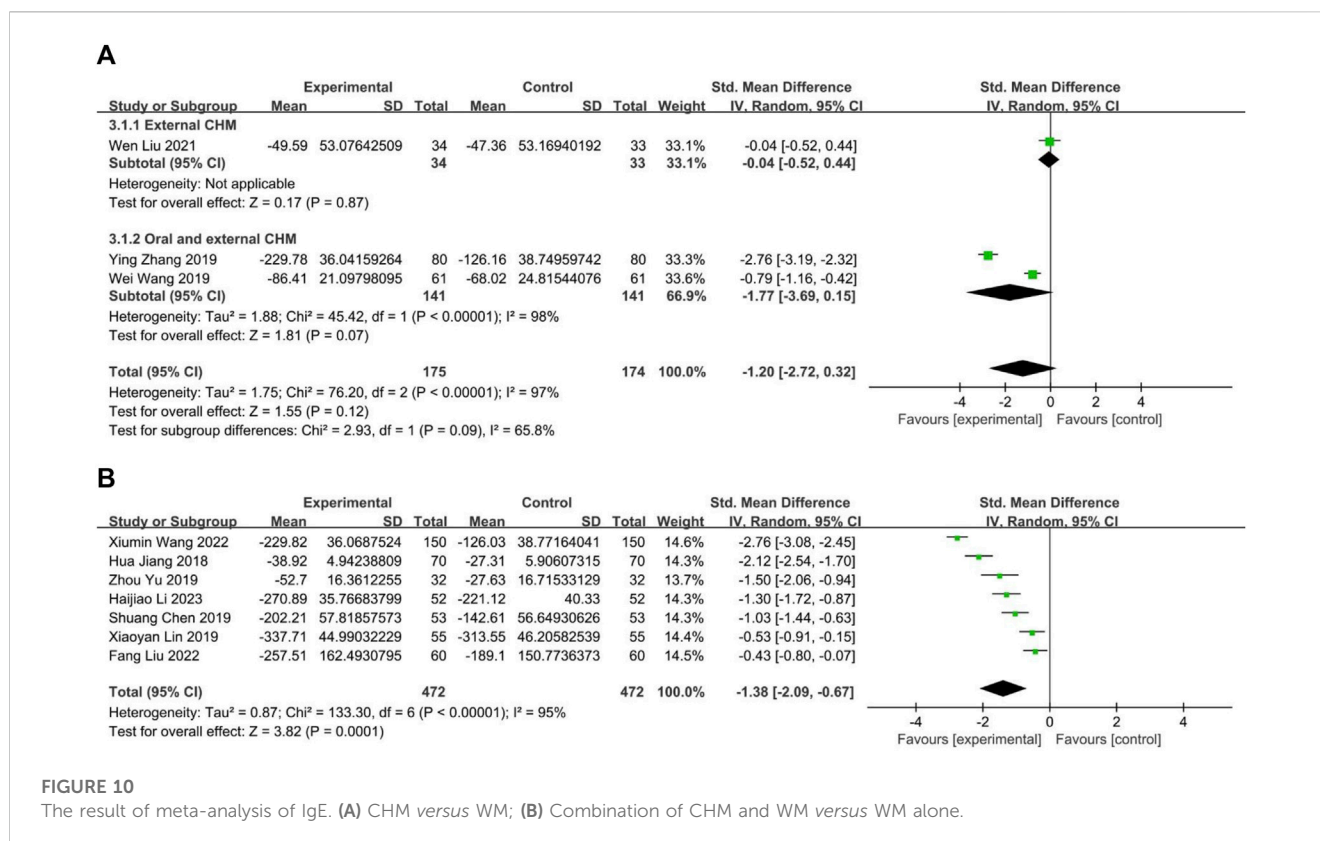 A
Experimental Control Std. Mean Difference Std. Mean Difference
Study or Subgroup Mean SD Total Mean SD Total Weight IV, Random, 95% CI IV, Random, 95% CI
3.1.1 External CHM
Wen Liu 2021 -49.59 53.07642509 34 -47.36 53.16940192 33 33.1% -0.04 [-0.52, 0.44]
Subtotal (95% CI) 34 33 33.1% -0.04 [-0.52, 0.44]
Heterogeneity: Not applicable
Test for overall effect: Z = 0.17 (P = 0.87)
3.1.2 Oral and external CHM
Ying Zhang 2019 -229.78 36.04159264 80 -126.16 38.74959742 80 33.3% -2.76 [-3.19, -2.32]
Wei Wang 2019 -86.41 21.09798095 61 -68.02 24.81544076 61 33.6% -0.79 [-1.16, -0.42]
Subtotal (95% CI) 141 141 66.9% -1.77 [-3.69, 0.15]
Heterogeneity: Tau² = 1.88; Chi² = 45.42, df = 1 (P < 0.00001); I² = 98%
Test for overall effect: Z = 1.81 (P = 0.07)
Total (95% CI) 175 174 100.0% -1.20 [-2.72, 0.32]
Heterogeneity: Tau² = 1.75; Chi² = 76.20, df = 2 (P < 0.00001); I² = 97%
Test for overall effect: Z = 1.55 (P = 0.12)
Test for subgroup differences: Chi² = 2.93, df = 1 (P = 0.09), I² = 65.8%
-4 -2 0 2 4
Favours [experimental] Favours [control]
B
Experimental Control Std. Mean Difference Std. Mean Difference
Study or Subgroup Mean SD Total Mean SD Total Weight IV, Random, 95% CI IV, Random, 95% CI
Xiumin Wang 2022 -229.82 36.0687524 150 -126.03 38.77164041 150 14.6% -2.76 [-3.08, -2.45]
Hua Jiang 2018 -38.92 4.94238809 70 -27.31 5.90607315 70 14.3% -2.12 [-2.54, -1.70]
Zhou Yu 2019 -52.7 16.3612255 32 -27.63 16.71533129 32 13.7% -1.50 [-2.06, -0.94]
Haijiao Li 2023 -270.89 35.76683799 52 -221.12 40.33 52 14.3% -1.30 [-1.72, -0.87]
Shuang Chen 2019 -202.21 57.81857573 53 -142.61 56.64930626 53 14.3% -1.03 [-1.44, -0.63]
Xiaoyan Lin 2019 -337.71 44.99032229 55 -313.55 46.20582539 55 14.4% -0.53 [-0.91, -0.15]
Fang Liu 2022 -257.51 162.4930795 60 -189.1 150.7736373 60 14.5% -0.43 [-0.80, -0.07]
Total (95% CI) 472 472 100.0% -1.38 [-2.09, -0.67]
Heterogeneity: Tau² = 0.87; Chi² = 133.30, df = 6 (P < 0.00001); I² = 95%
Test for overall effect: Z = 3.82 (P = 0.0001)
-4 -2 0 2 4
Favours [experimental] Favours [control]
FIGURE 10
The result of meta-analysis of IgE. (A) CHM versus WM; (B) Combination of CHM and WM versus WM alone.